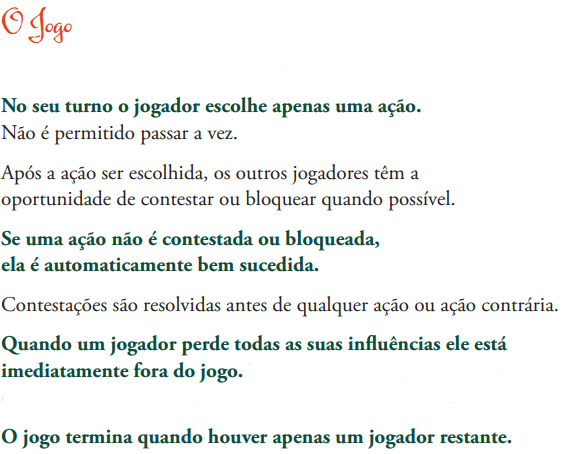 O Jogo
No seu turno o jogador escolhe apenas uma ação.
Não é permitido passar a vez.
Após a ação ser escolhida, os outros jogadores têm a
oportunidade de contestar ou bloquear quando possível.
Se uma ação não é contestada ou bloqueada,
ela é automaticamente bem sucedida.
Contestações são resolvidas antes de qualquer ação ou ação contrária.
Quando um jogador perde todas as suas influências ele está
imediatamente fora do jogo.
O jogo termina quando houver apenas um jogador restante.